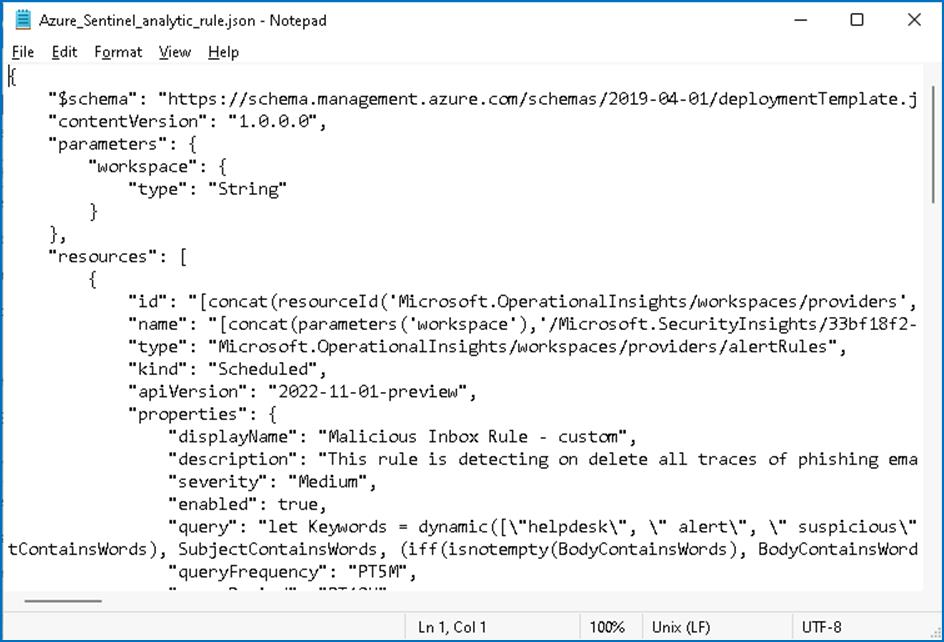 Azure_Sentinel_analytic_rule.json - Notepad
File Edit Format View Help
{
"$schema": "https://schema.management.azure.com/schemas/2019-04-01/deploymentTemplate.j
"contentVersion": "1.0.0.0",
"parameters": {
"workspace": {
"type": "String"
}
},
"resources": [
{
"id": "[concat(resourceId('Microsoft.OperationalInsights/workspaces/providers',
"name": "[concat(parameters('workspace'),'/Microsoft.SecurityInsights/33bf18f2-
"type": "Microsoft.OperationalInsights/workspaces/providers/alertRules",
"kind": "Scheduled",
"apiVersion": "2022-11-01-preview",
"properties": {
"displayName": "Malicious Inbox Rule - custom",
"description": "This rule is detecting on delete all traces of phishing ema
"severity": "Medium",
"enabled": true,
"query": "let Keywords = dynamic([\"helpdesk\", \" alert\", \" suspicious\"
tContainsWords), SubjectContainsWords, (iff(isnotempty(BodyContainsWords), BodyContainsWord
"queryFrequency": "PT5M",
Ln 1, Col 1 100% Unix (LF) UTF-8